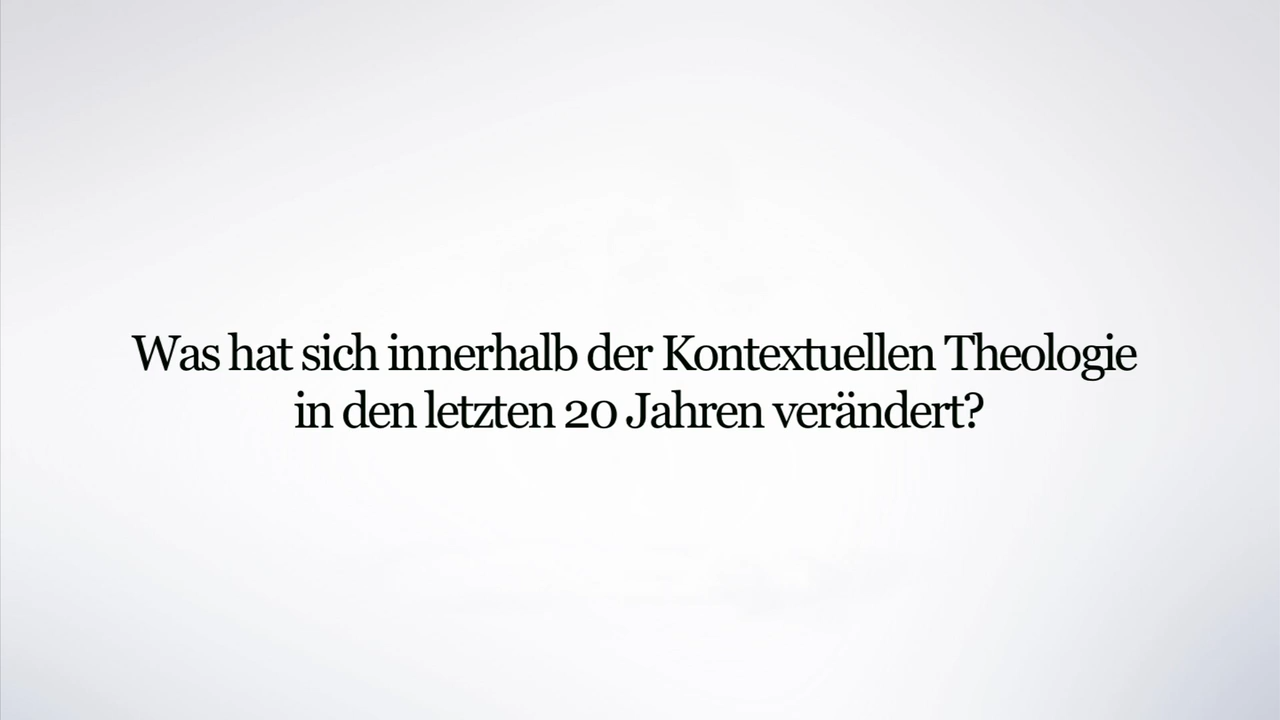 Was hat sich innerhalb der Kontextuellen Theologie
in den letzten 20 Jahren verändert?